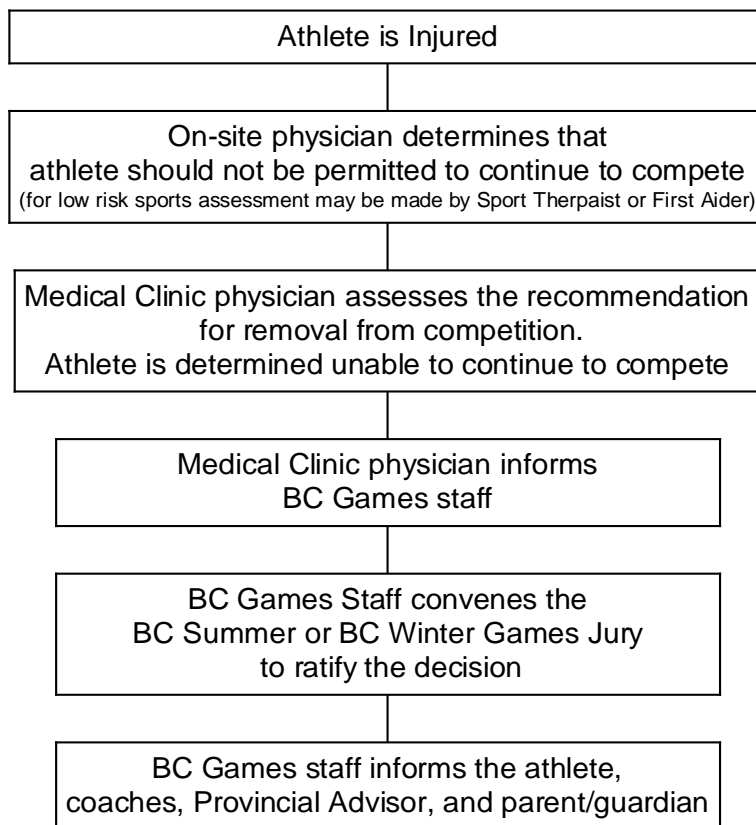 Athlete is Injured
On-site physician determines that
athlete should not be permitted to continue to compete
(for low risk sports assessment may be made by Sport Therpaist or First Aider)
Medical Clinic physician assesses the recommendation
for removal from competition.
Athlete is determined unable to continue to compete
Medical Clinic physician informs
BC Games staff
BC Games Staff convenes the
BC Summer or BC Winter Games Jury
to ratify the decision
BC Games staff informs the athlete,
coaches, Provincial Advisor, and parent/guardian